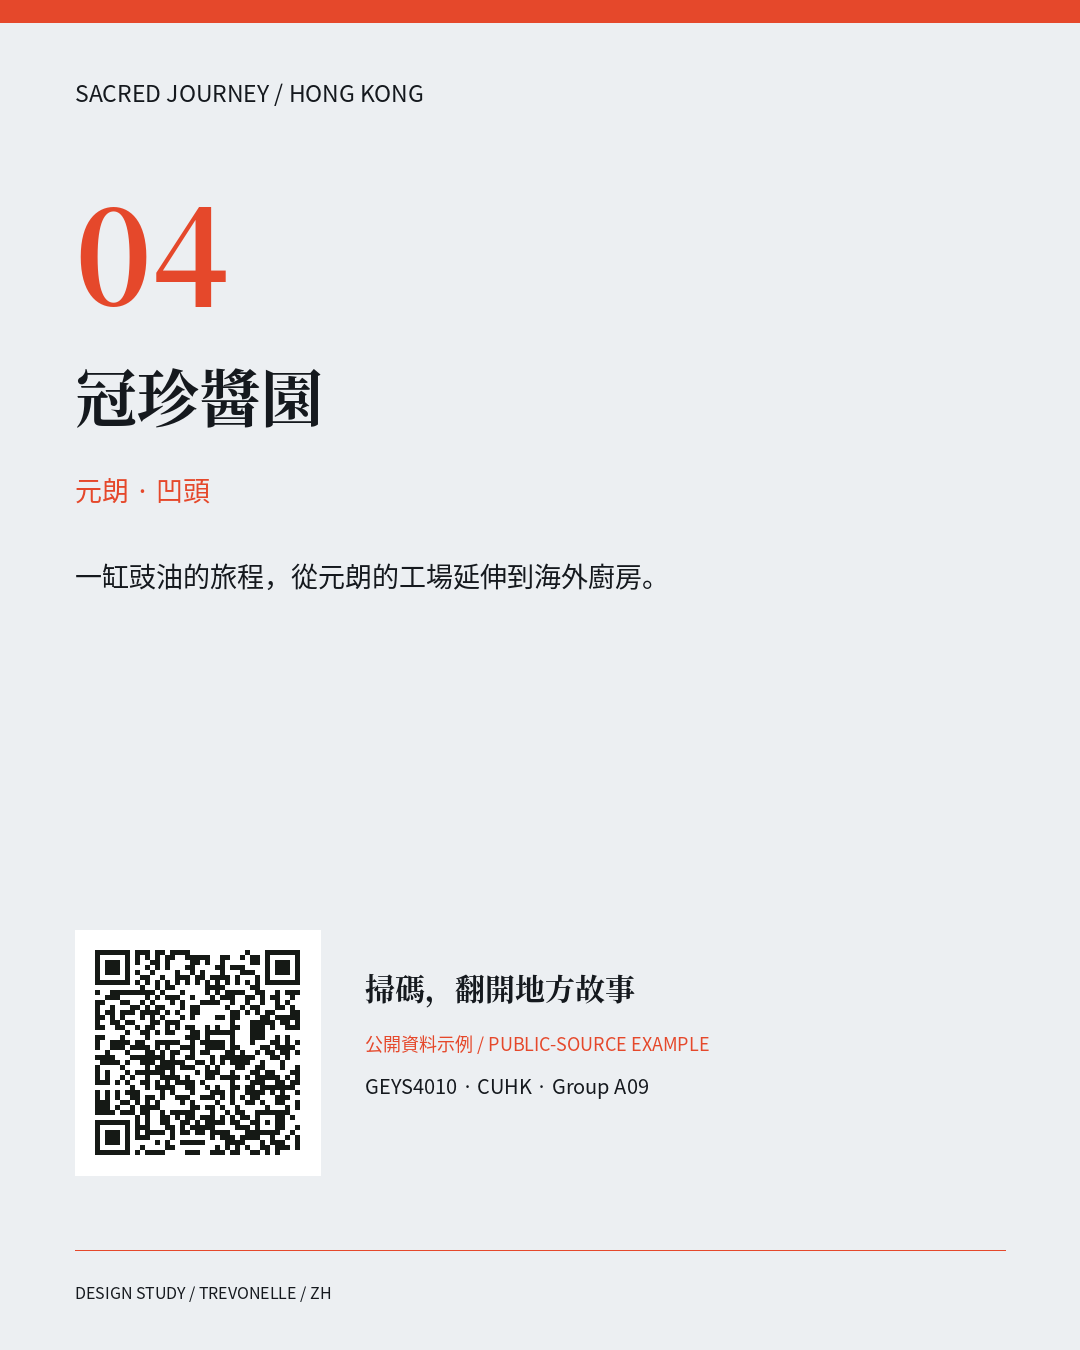 SACRED JOURNEY / HONG KONG
04
冠珍醬園
元朗 · 凹頭
一缸豉油的旅程，從元朗的工場延伸到海外廚房。
掃碼，翻開地方故事
公開資料示例 / PUBLIC-SOURCE EXAMPLE
GEYS4010 · CUHK · Group A09
DESIGN STUDY / TREVONELLE / ZH